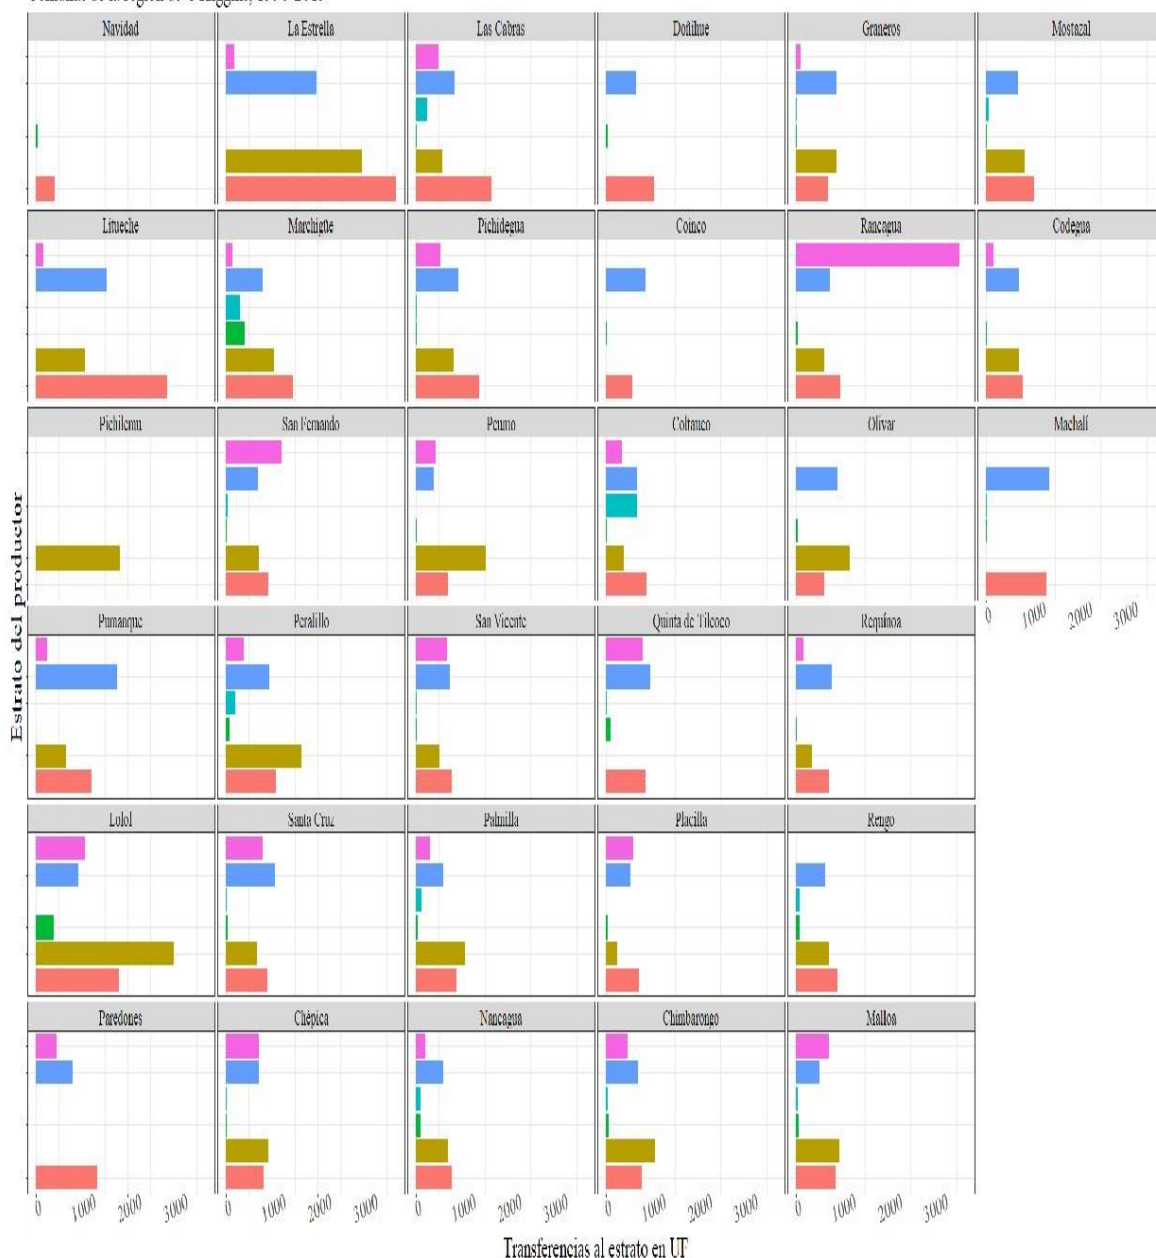 Navidad La Estrella Las Cabras Doñihue Graneros Mostazal
Litueche Marchigüe Pichidegua Coinco Rancagua Codegua
Pichilemu San Fernando Peumo Coltauco Olivar Machalí
0 1000 2000 3000
Pumanque Peralillo San Vicente Quinta de Tilcoco Requínoa
Lolol Santa Cruz Palmilla Placilla Rengo
Paredones Chépica Nancagua Chimbarongo Malloa
0 1000 2000 3000 0 1000 2000 3000 0 1000 2000 3000 0 1000 2000 3000 0 1000 2000 3000
Estrato del productor
Transferencias al estrato en UF